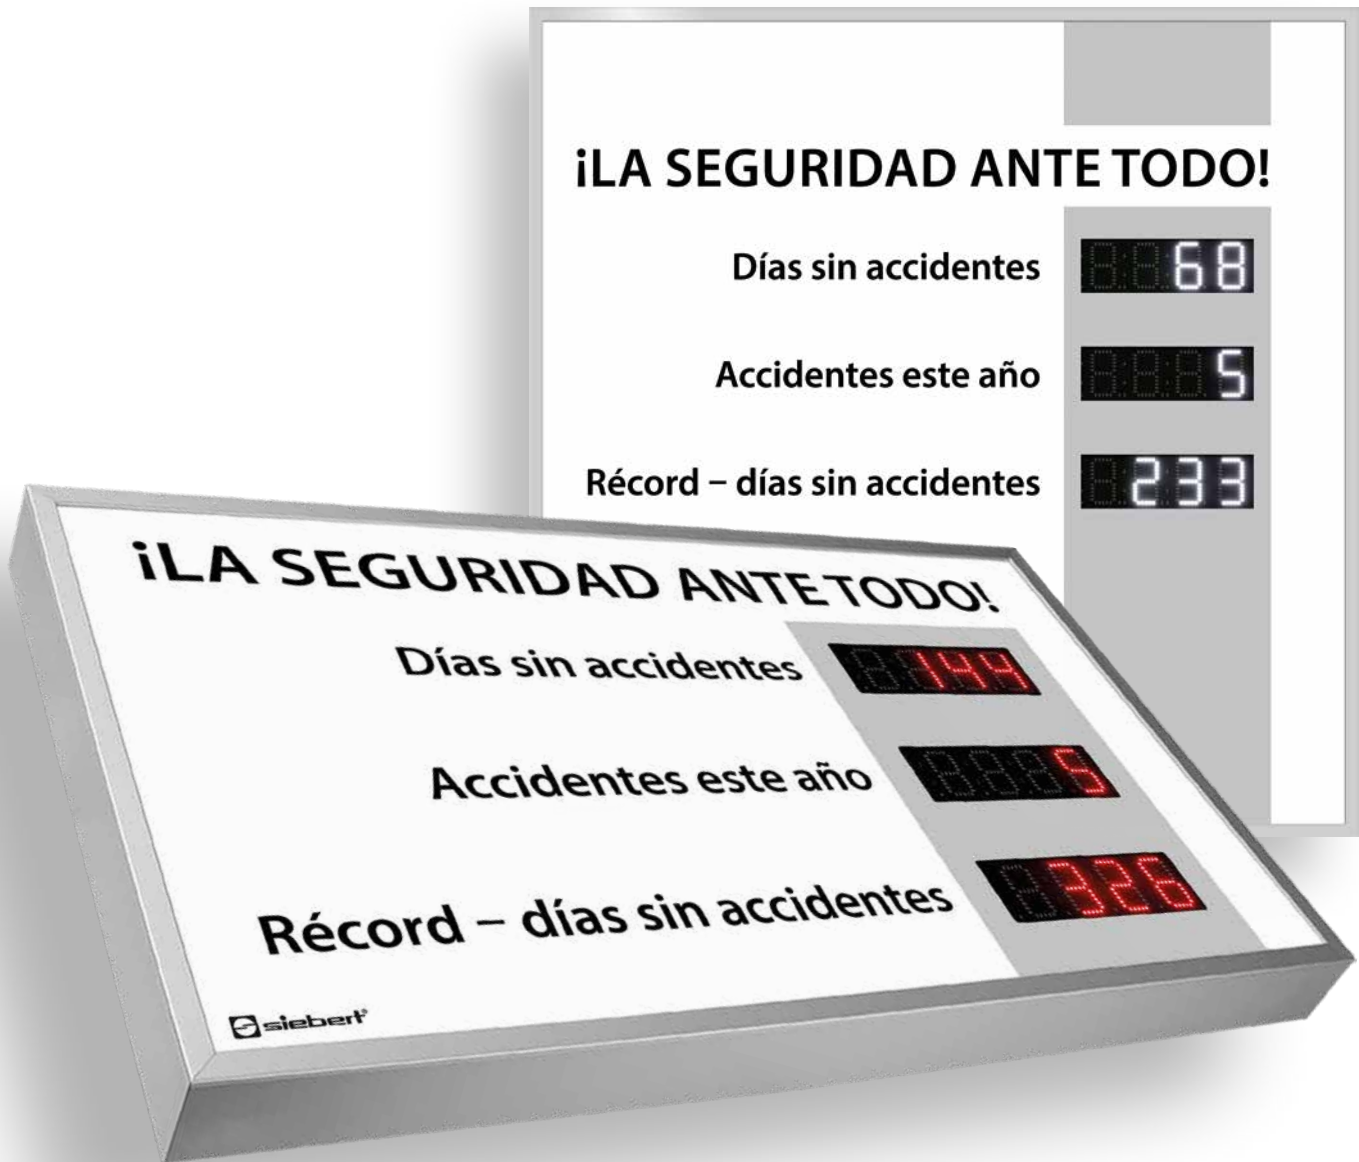 ¡LA SEGURIDAD ANTE TODO!
Días sin accidentes 68
Accidentes este año 5
Récord – días sin accidentes 233
¡LA SEGURIDAD ANTE TODO!
Días sin accidentes 144
Accidentes este año 5
Récord – días sin accidentes 326
siebert®